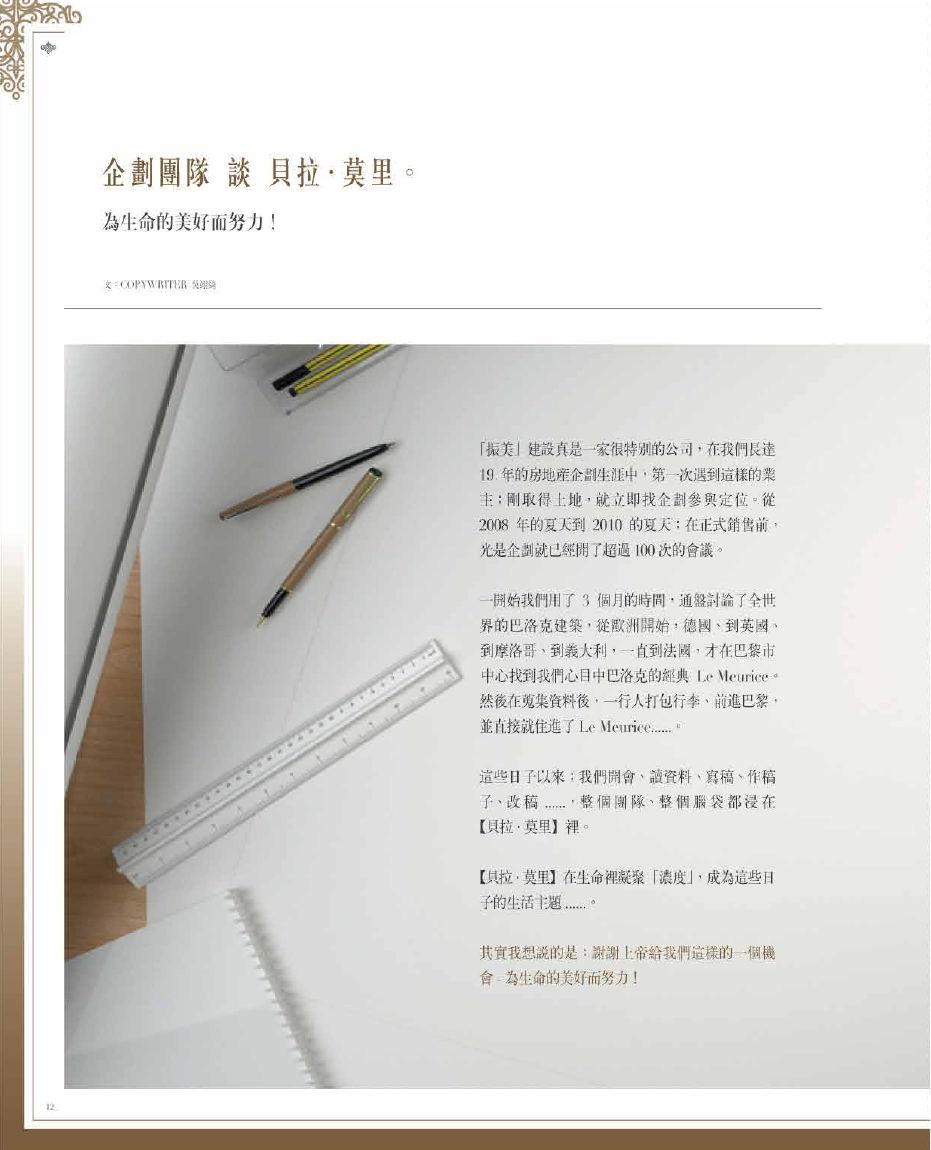 企劃團隊 談 貝拉·莫里。
為生命的美好而努力！
文：COPYWRITER
「振美」建設真是一家很特別的公司，在我們長達
19 年的房地產企劃生涯中，第一次遇到這樣的業
主；剛取得土地，就立即找企劃參與定位。從
2008 年的夏天到 2010 的夏天；在正式銷售前，
光是企劃就已經開了超過 100 次的會議。
一開始我們用了 3 個月的時間，通盤討論了全世
界的巴洛克建築，從歐洲開始，德國、到英國、
到摩洛哥、到義大利，一直到法國，才在巴黎市
中心找到我們心目中巴洛克的經典 Le Meurice。
然後在蒐集資料後，一行人打包行李、前進巴黎，
並直接就住進了 Le Meurice......。
這些日子以來；我們開會、讀資料、寫稿、作稿
子、改稿 ......，整個團隊、整個腦袋都浸在
【貝拉·莫里】裡。
【貝拉·莫里】在生命裡凝聚「濃度」，成為這些日
子的生活主題 ......。
其實我想說的是：謝謝上帝給我們這樣的一個機
會 - 為生命的美好而努力！
12